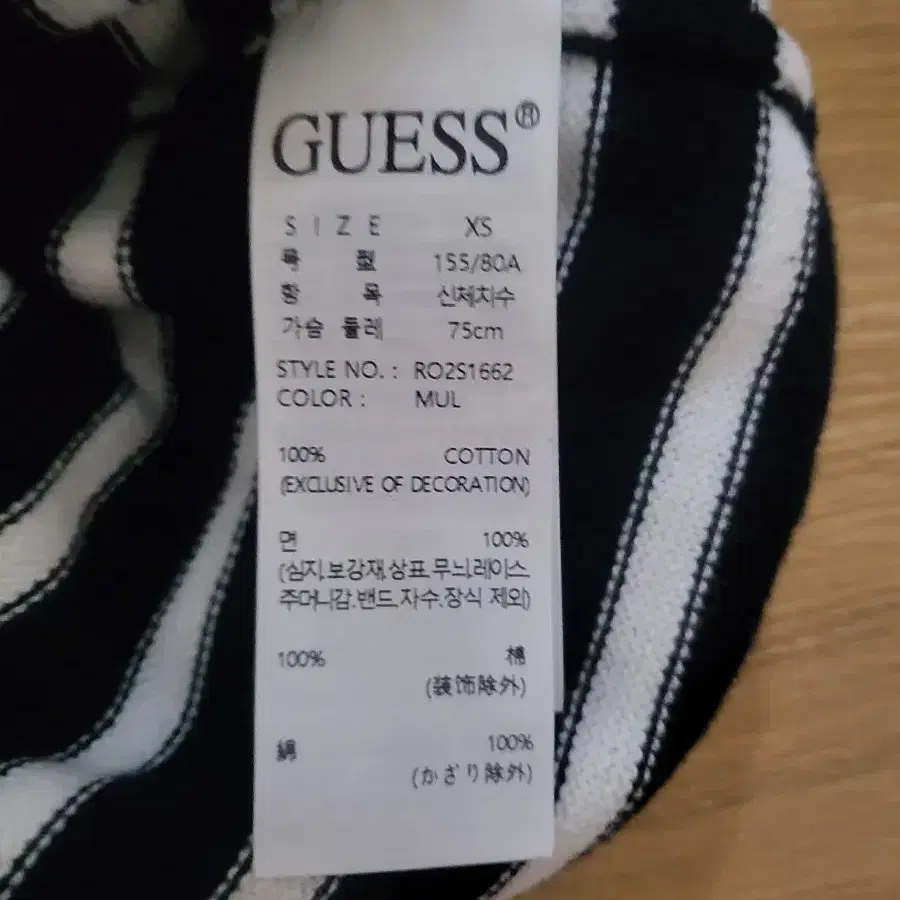 GUESS®
SIZE XS
号 型 155/80A
항 목 신체치수
가슴 둘레 75cm
STYLE NO. : RO2S1662
COLOR : MUL
100% COTTON
(EXCLUSIVE OF DECORATION)
면 100%
(심지,보강재,상표,무늬,레이스
주머니감,밴드,자수,장식 제외)
100% 棉
(装饰除外)
綿 100%
(かざり除外)